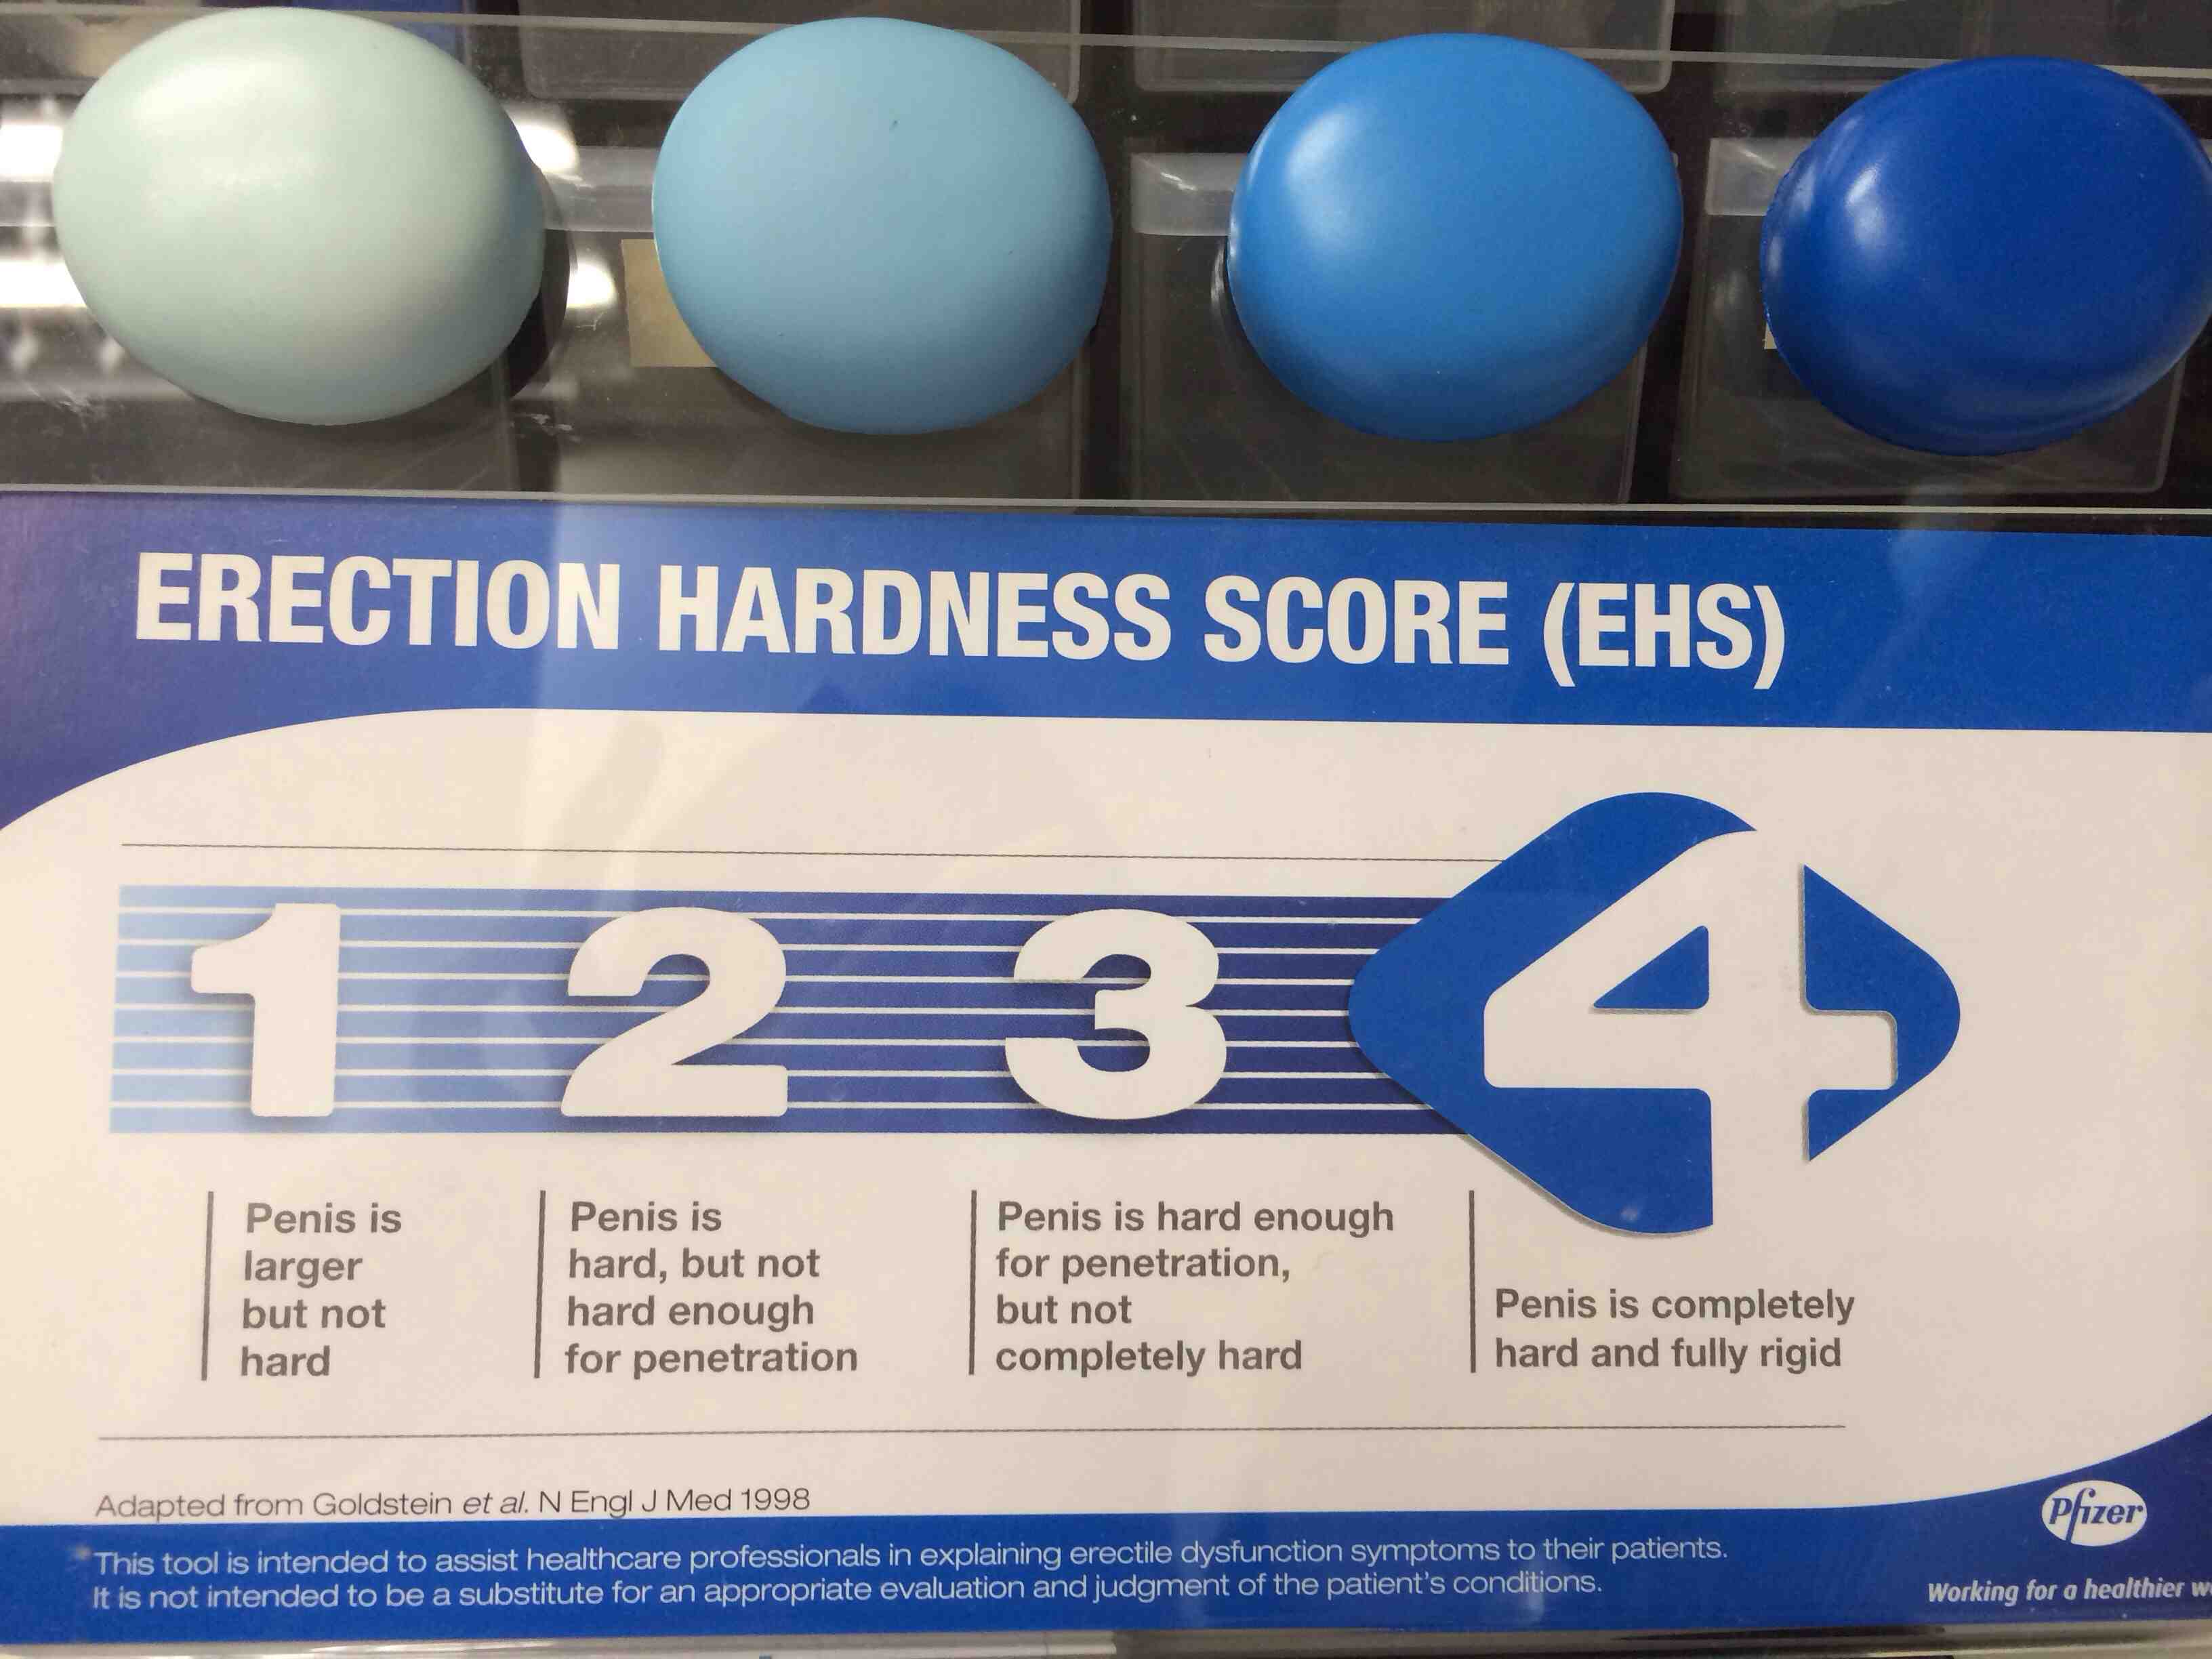 ERECTION HARDNESS SCORE (EHS)
1
2
3
4
Penis is
larger
but not
hard
Penis is
hard, but not
hard enough
for penetration
Penis is hard enough
for penetration,
but not
completely hard
Penis is completely
hard and fully rigid
Adapted from Goldstein et al. N Engl J Med 1998
Pfizer
This tool is intended to assist healthcare professionals in explaining erectile dysfunction symptoms to their patients.
It is not intended to be a substitute for an appropriate evaluation and judgment of the patient's conditions.
Working for a healthier